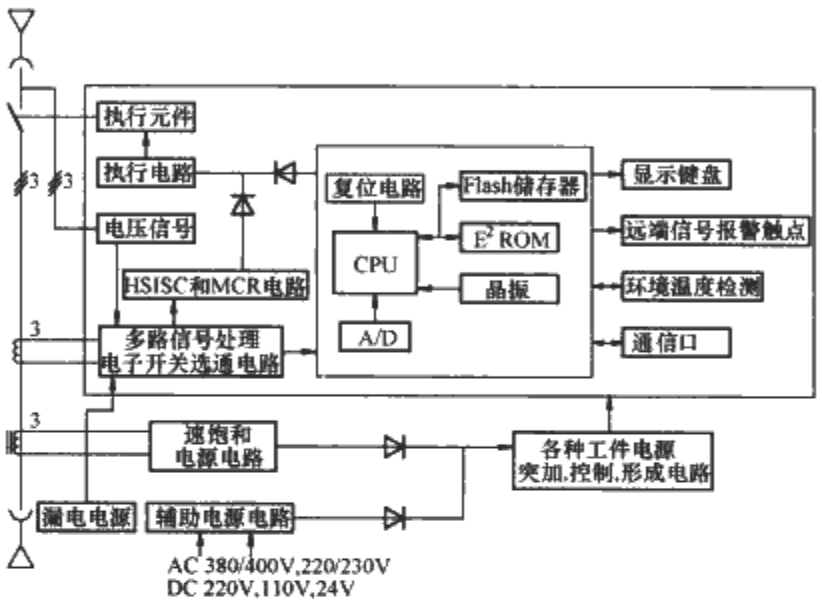 执行元件
执行电路
3
3
电压信号
HSISC和MCR电路
3
多路信号处理
电子开关选通电路
复位电路
Flash储存器
CPU
E² ROM
晶振
A/D
显示键盘
远端信号报警触点
环境温度检测
通信口
3
速饱和
电源电路
各种工件电源
突加,控制,形成电路
漏电电源
辅助电源电路
AC 380/400V,220/230V
DC 220V,110V,24V